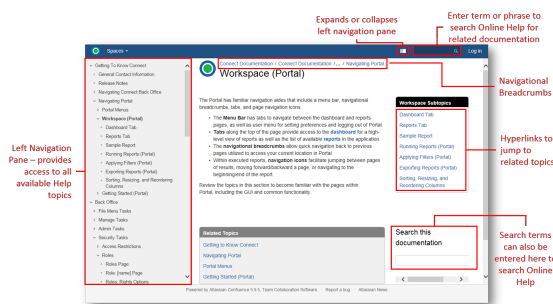 Expands or collapses
left navigation pane
Enter term or phrase to
search Online Help for
related documentation
Spaces
Log in
Getting To Know Connect
General Contact Information
Release Notes
Navigating Connect Back Office
Navigating Portal
Portal Menus
Workspace (Portal)
Dashboard Tab
Reports Tab
Sample Report
Running Reports (Portal)
Applying Filters (Portal)
Exporting Reports (Portal)
Sorting, Resizing, and Reordering
Columns
Getting Started (Portal)
Back Office
File Menu Tasks
Manage Tasks
Admin Tasks
Security Tasks
Access Restrictions
Roles
Roles Page
Role: [name] Page
Roles: Rights Options
Left Navigation
Pane – provides
access to all
available Help
topics
Connect Documentation / Connect Documentation / ... / Navigating Portal
Workspace (Portal)
Navigational
Breadcrumbs
The Portal has familiar navigation aides that include a menu bar, navigational
breadcrumbs, tabs, and page navigation icons.
• The Menu Bar has tabs to navigate between the dashboard and reports
pages, as well as user menu for setting preferences and logging out of Portal.
• Tabs along the top of the page provide access to the dashboard for a high-
level view of reports as well as the list of available reports in the application.
• The navigational breadcrumbs allow quick navigation back to previous
pages utilized to access your current location in Portal
• Within executed reports, navigation icons facilitate jumping between pages
of results, moving forward/backward a page, or navigating to the
beginning/end of the report
Review the topics in this section to become familiar with the pages within
Portal, including the GUI and common functionality.
Workspace Subtopics
Dashboard Tab
Reports Tab
Sample Report
Running Reports (Portal)
Applying Filters (Portal)
Exporting Reports (Portal)
Sorting, Resizing, and
Reordering Columns
Hyperlinks to
jump to
related topics
Related Topics
Getting to Know Connect
Navigating Portal
Portal Menus
Getting Started (Portal)
Search this
documentation
Search terms
can also be
entered here to
search Online
Help
Powered by Atlassian Confluence 5.9.5, Team Collaboration Software · Report a bug · Atlassian News